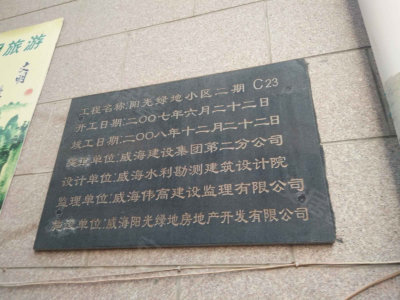 旅游
工程名称:阳光绿地小区二期 C23
开工日期:二〇〇七年六月二十二日
竣工日期:二〇〇八年十二月二十二日
承建单位:威海建设集团第二分公司
设计单位:威海水利勘测建筑设计院
监理单位:威海伟高建设监理有限公司
建设单位:威海阳光绿地房地产开发有限公司